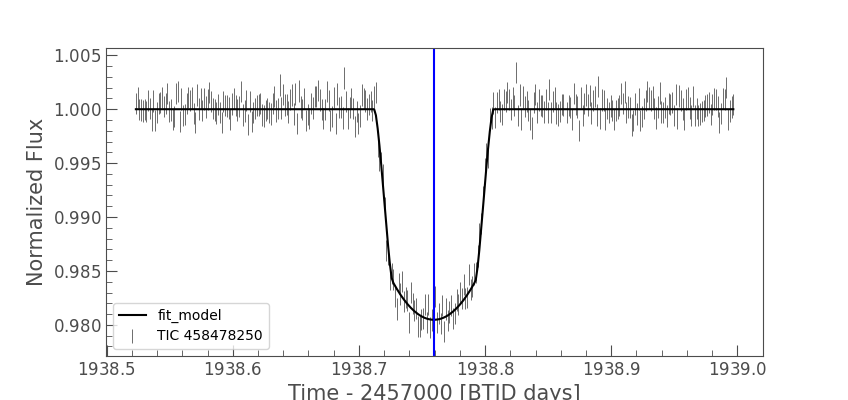 1.005
1.000
0.995
0.990
0.985
0.980
Normalized Flux
fit_model
TIC 458478250
1938.5 1938.6 1938.7 1938.8 1938.9 1939.0
Time - 2457000 [BTJD days]